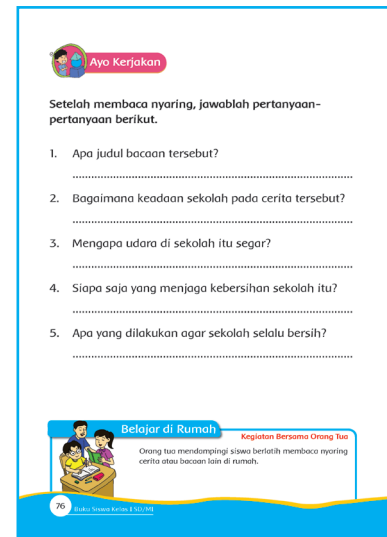 Ayo Kerjakan
Setelah membaca nyaring, jawablah pertanyaan-
pertanyaan berikut.
1. Apa judul bacaan tersebut?
2. Bagaimana keadaan sekolah pada cerita tersebut?
3. Mengapa udara di sekolah itu segar?
4. Siapa saja yang menjaga kebersihan sekolah itu?
5. Apa yang dilakukan agar sekolah selalu bersih?
Belajar di Rumah
Kegiatan Bersama Orang Tua
Orang tua mendampingi siswa berlatih membaca nyaring
cerita atau bacaan lain di rumah.
76 Buku Siswa Kelas I SD/MI